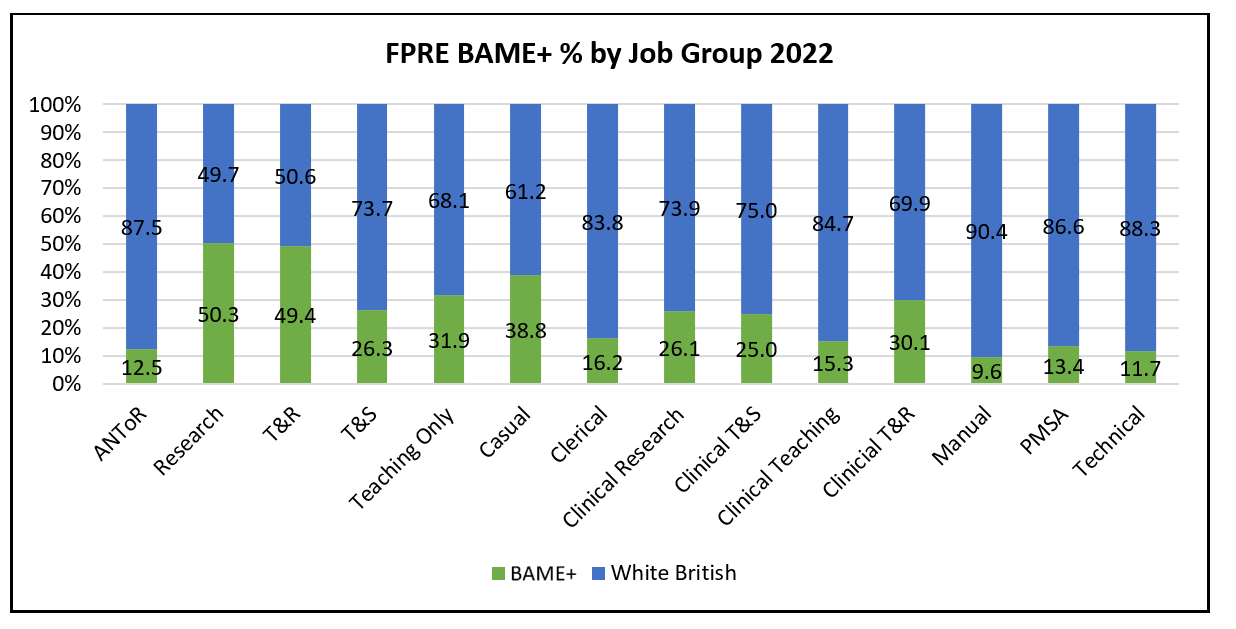 FPRE BAME+ % by Job Group 2022
100%
90%
80%
70%
60%
50%
40%
30%
20%
10%
0%
87.5 49.7 50.6 73.7 68.1 61.2 83.8 73.9 75.0 84.7 69.9 90.4 86.6 88.3
12.5 50.3 49.4 26.3 31.9 38.8 16.2 26.1 25.0 15.3 30.1 9.6 13.4 11.7
ANToR
Research
T&R
T&S
Teaching Only
Casual
Clerical
Clinical Research
Clinical T&S
Clinical Teaching
Clinicial T&R
Manual
PMSA
Technical
BAME+ White British